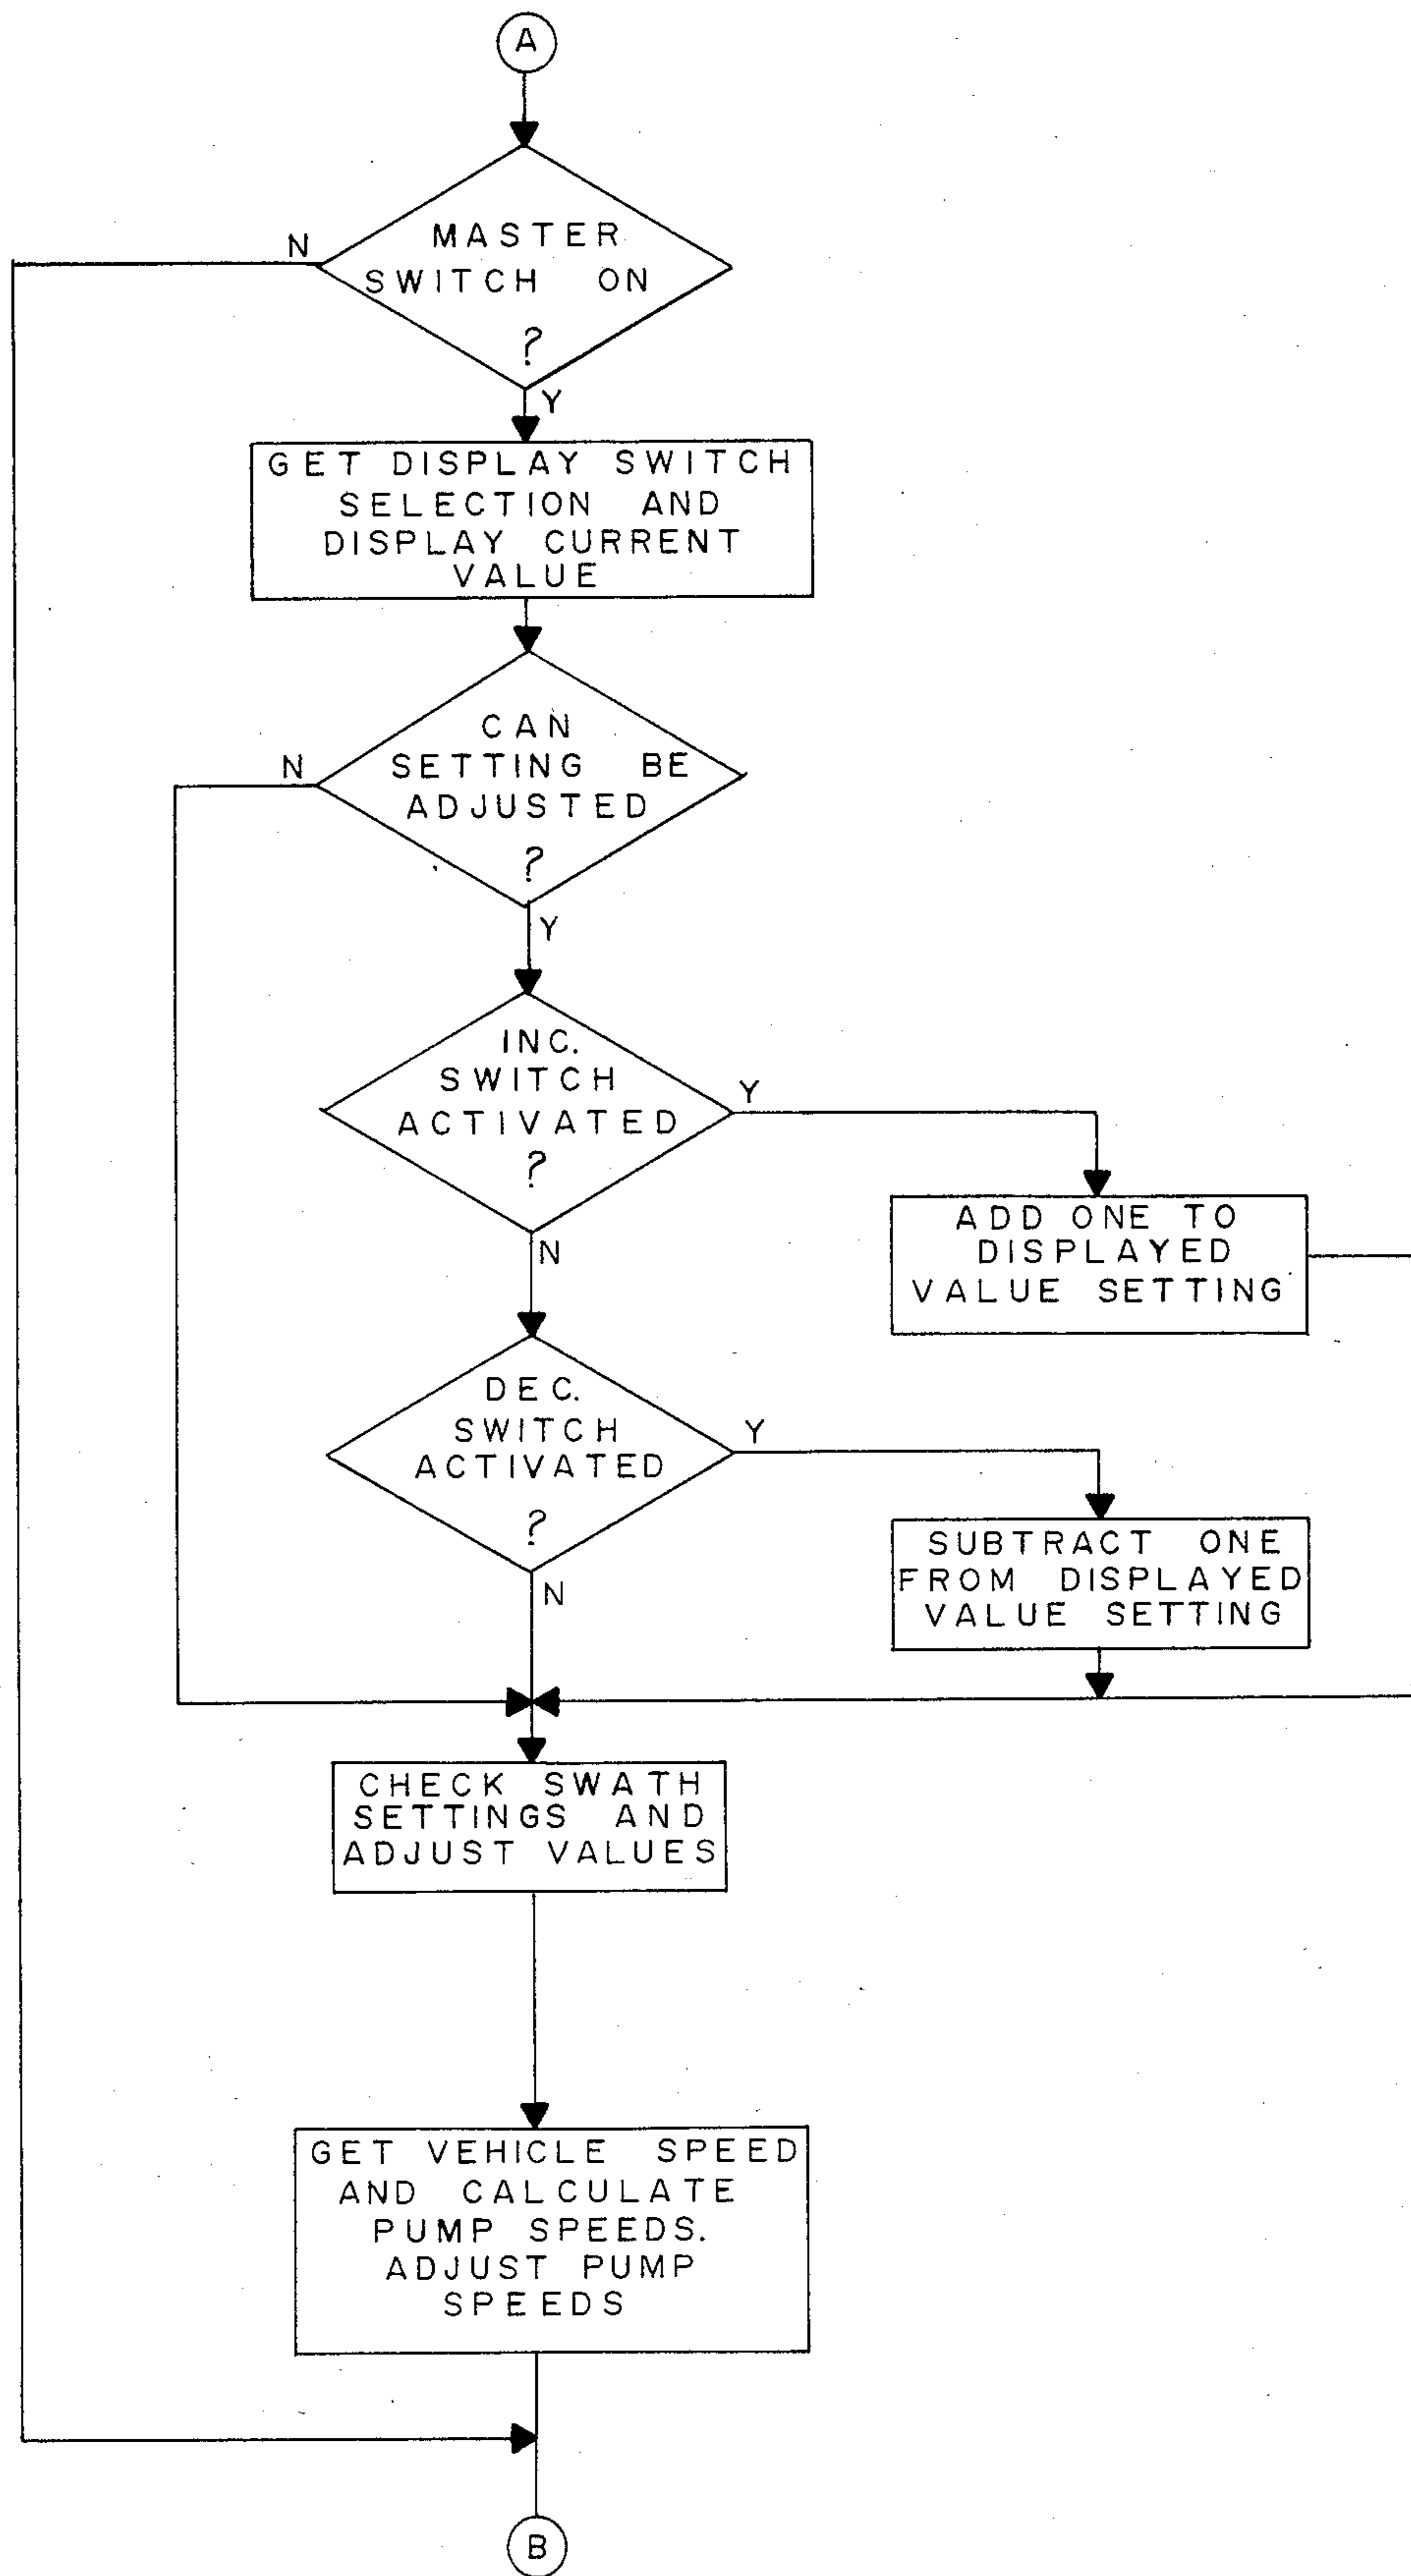 A
MASTER
N
SWITCH ON
?
Y
GET DISPLAY SWITCH
SELECTION AND
DISPLAY CURRENT
VALUE
CAN
N
SETTING BE
ADJUSTED
?
Y
INC.
SWITCH
Y
ACTIVATED
?
N
ADD ONE TO
DISPLAYED
VALUE SETTING
DEC.
SWITCH
Y
ACTIVATED
?
N
SUBTRACT ONE
FROM DISPLAYED
VALUE SETTING
CHECK SWATH
SETTINGS AND
ADJUST VALUES
GET VEHICLE SPEED
AND CALCULATE
PUMP SPEEDS.
ADJUST PUMP
SPEEDS
B